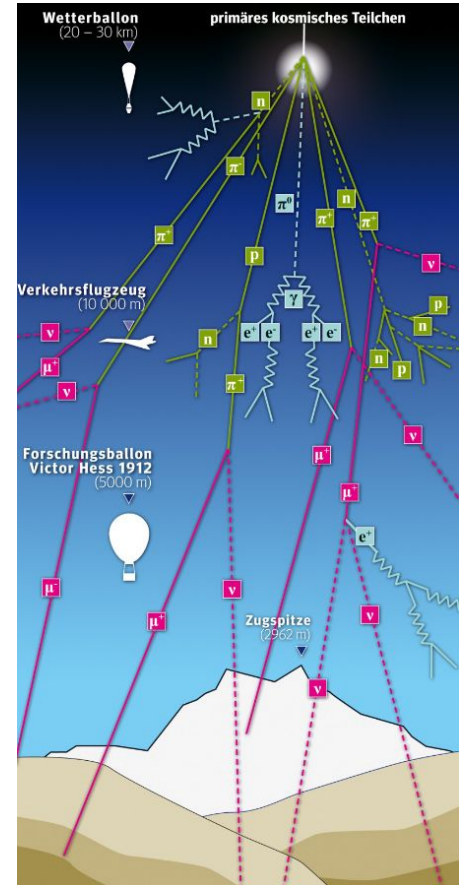 Wetterballon
(20 – 30 km)
primäres kosmisches Teilchen
n
π⁻
π⁰
π⁺
n
π⁺
π⁺
p
ν
Verkehrsflugzeug
(10 000 m)
γ
p
n
ν
e⁺
e⁻
e⁺
e⁻
n
n
p
μ⁺
ν
π⁺
ν
Forschungsballon
Victor Hess 1912
(5000 m)
μ⁺
μ⁺
e⁺
μ⁻
ν
ν
μ⁺
Zugspitze
(2962 m)
ν